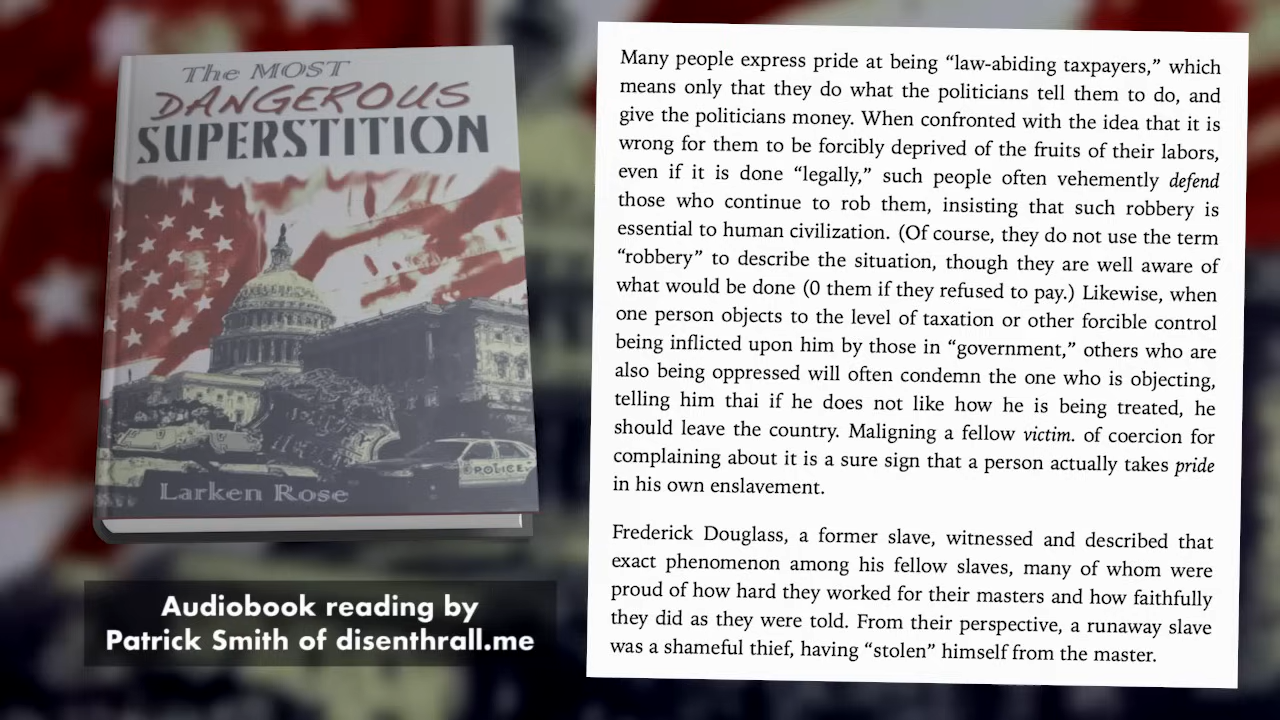 The MOST
DANGEROUS
SUPERSTITION
POLICE
Larken Rose
Audiobook reading by
Patrick Smith of disenthrall.me
Many people express pride at being “law-abiding taxpayers,” which
means only that they do what the politicians tell them to do, and
give the politicians money. When confronted with the idea that it is
wrong for them to be forcibly deprived of the fruits of their labors,
even if it is done “legally,” such people often vehemently defend
those who continue to rob them, insisting that such robbery is
essential to human civilization. (Of course, they do not use the term
“robbery” to describe the situation, though they are well aware of
what would be done (0 them if they refused to pay.) Likewise, when
one person objects to the level of taxation or other forcible control
being inflicted upon him by those in “government,” others who are
also being oppressed will often condemn the one who is objecting,
telling him thai if he does not like how he is being treated, he
should leave the country. Maligning a fellow victim. of coercion for
complaining about it is a sure sign that a person actually takes pride
in his own enslavement.
Frederick Douglass, a former slave, witnessed and described that
exact phenomenon among his fellow slaves, many of whom were
proud of how hard they worked for their masters and how faithfully
they did as they were told. From their perspective, a runaway slave
was a shameful thief, having “stolen” himself from the master.